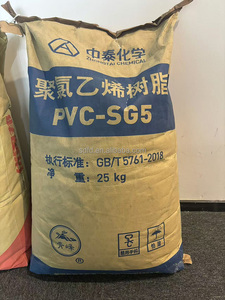 中泰化学
ZHONGTAI CHEMICAL
聚氯乙烯树脂
PVC-SG5
执行标准: GB/T 5761-2018
净 重: 25 kg